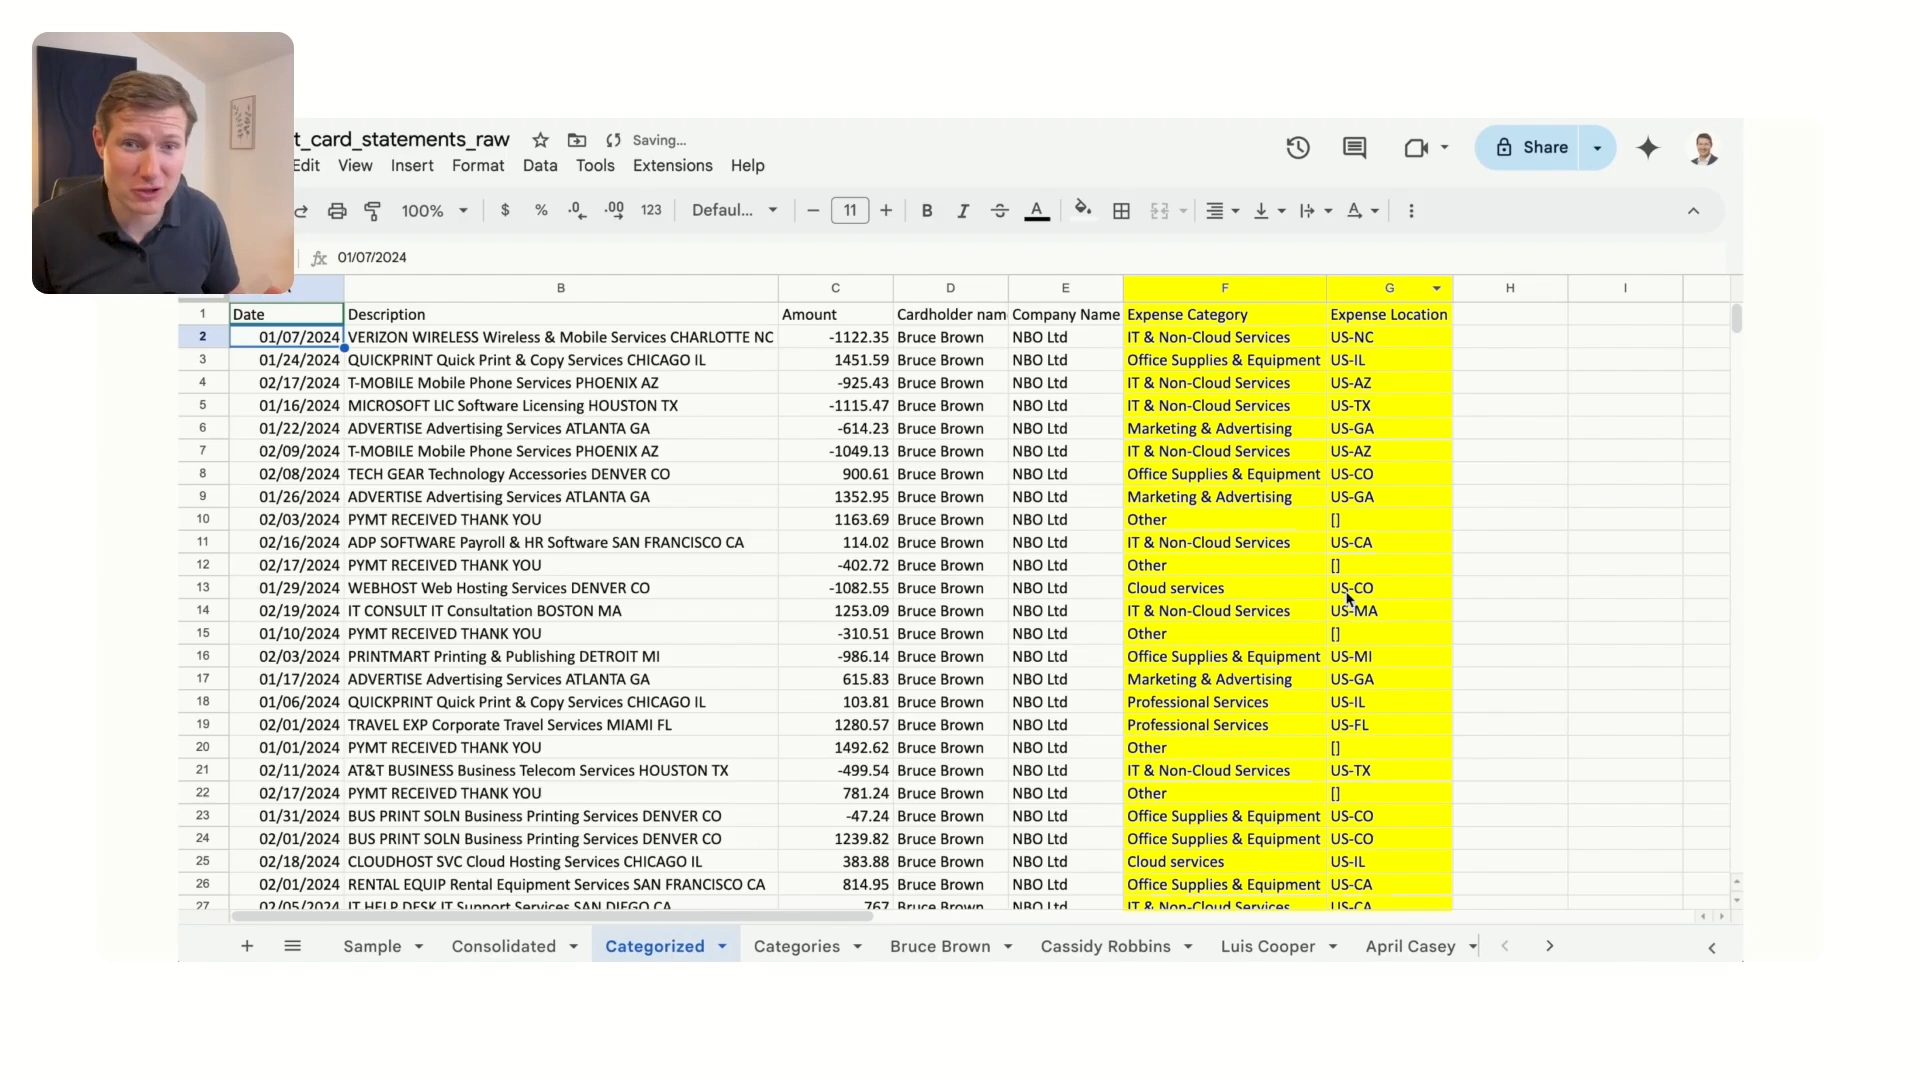 t_card_statements_raw Saving...
Edit View Insert Format Data Tools Extensions Help
Share
100% $ % .0 .00 123 Defaul... 11 B I A
fx 01/07/2024
B C D E F G H I
1 Date Description Amount Cardholder nam Company Name Expense Category Expense Location
2 01/07/2024 VERIZON WIRELESS Wireless & Mobile Services CHARLOTTE NC -1122.35 Bruce Brown NBO Ltd IT & Non-Cloud Services US-NC
3 01/24/2024 QUICKPRINT Quick Print & Copy Services CHICAGO IL 1451.59 Bruce Brown NBO Ltd Office Supplies & Equipment US-IL
4 02/17/2024 T-MOBILE Mobile Phone Services PHOENIX AZ -925.43 Bruce Brown NBO Ltd IT & Non-Cloud Services US-AZ
5 01/16/2024 MICROSOFT LIC Software Licensing HOUSTON TX -1115.47 Bruce Brown NBO Ltd IT & Non-Cloud Services US-TX
6 01/22/2024 ADVERTISE Advertising Services ATLANTA GA -614.23 Bruce Brown NBO Ltd Marketing & Advertising US-GA
7 02/09/2024 T-MOBILE Mobile Phone Services PHOENIX AZ -1049.13 Bruce Brown NBO Ltd IT & Non-Cloud Services US-AZ
8 02/08/2024 TECH GEAR Technology Accessories DENVER CO 900.61 Bruce Brown NBO Ltd Office Supplies & Equipment US-CO
9 01/26/2024 ADVERTISE Advertising Services ATLANTA GA 1352.95 Bruce Brown NBO Ltd Marketing & Advertising US-GA
10 02/03/2024 PYMT RECEIVED THANK YOU 1163.69 Bruce Brown NBO Ltd Other []
11 02/16/2024 ADP SOFTWARE Payroll & HR Software SAN FRANCISCO CA 114.02 Bruce Brown NBO Ltd IT & Non-Cloud Services US-CA
12 02/17/2024 PYMT RECEIVED THANK YOU -402.72 Bruce Brown NBO Ltd Other []
13 01/29/2024 WEBHOST Web Hosting Services DENVER CO -1082.55 Bruce Brown NBO Ltd Cloud services US-CO
14 02/19/2024 IT CONSULT IT Consultation BOSTON MA 1253.09 Bruce Brown NBO Ltd IT & Non-Cloud Services US-MA
15 01/10/2024 PYMT RECEIVED THANK YOU -310.51 Bruce Brown NBO Ltd Other []
16 02/03/2024 PRINTMART Printing & Publishing DETROIT MI -986.14 Bruce Brown NBO Ltd Office Supplies & Equipment US-MI
17 01/17/2024 ADVERTISE Advertising Services ATLANTA GA 615.83 Bruce Brown NBO Ltd Marketing & Advertising US-GA
18 01/06/2024 QUICKPRINT Quick Print & Copy Services CHICAGO IL 103.81 Bruce Brown NBO Ltd Professional Services US-IL
19 02/01/2024 TRAVEL EXP Corporate Travel Services MIAMI FL 1280.57 Bruce Brown NBO Ltd Professional Services US-FL
20 01/01/2024 PYMT RECEIVED THANK YOU 1492.62 Bruce Brown NBO Ltd Other []
21 02/11/2024 AT&T BUSINESS Business Telecom Services HOUSTON TX -499.54 Bruce Brown NBO Ltd IT & Non-Cloud Services US-TX
22 02/17/2024 PYMT RECEIVED THANK YOU 781.24 Bruce Brown NBO Ltd Other []
23 01/31/2024 BUS PRINT SOLN Business Printing Services DENVER CO -47.24 Bruce Brown NBO Ltd Office Supplies & Equipment US-CO
24 02/01/2024 BUS PRINT SOLN Business Printing Services DENVER CO 1239.82 Bruce Brown NBO Ltd Office Supplies & Equipment US-CO
25 02/18/2024 CLOUDHOST SVC Cloud Hosting Services CHICAGO IL 383.88 Bruce Brown NBO Ltd Cloud services US-IL
26 02/01/2024 RENTAL EQUIP Rental Equipment Services SAN FRANCISCO CA 814.95 Bruce Brown NBO Ltd Office Supplies & Equipment US-CA
27 02/05/2024 IT HELP DESK IT Support Services SAN DIEGO CA 767 Bruce Brown NBO Ltd IT & Non-Cloud Services US-CA
Sample Consolidated Categorized Categories Bruce Brown Cassidy Robbins Luis Cooper April Casey